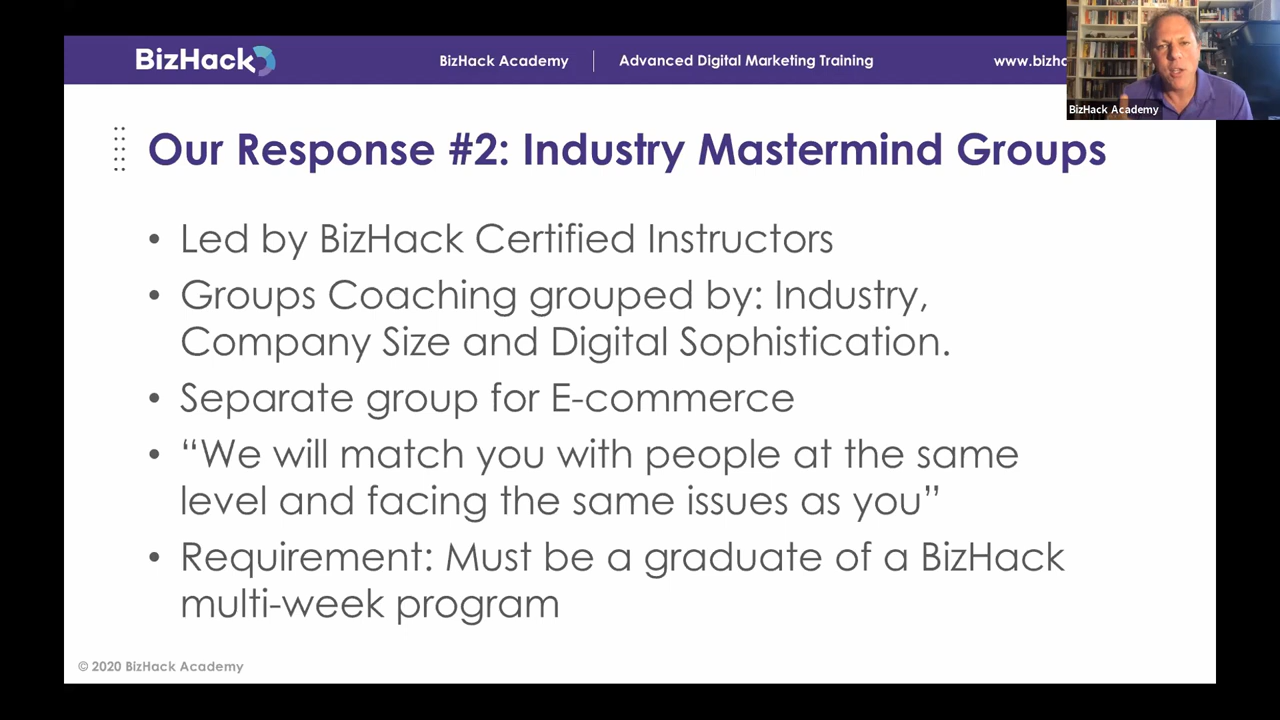 BizHack
BizHack Academy
Advanced Digital Marketing Training
www.bizh
BizHack Academy
Our Response #2: Industry Mastermind Groups
• Led by BizHack Certified Instructors
• Groups Coaching grouped by: Industry,
Company Size and Digital Sophistication.
• Separate group for E-commerce
• “We will match you with people at the same
level and facing the same issues as you”
• Requirement: Must be a graduate of a BizHack
multi-week program
© 2020 BizHack Academy